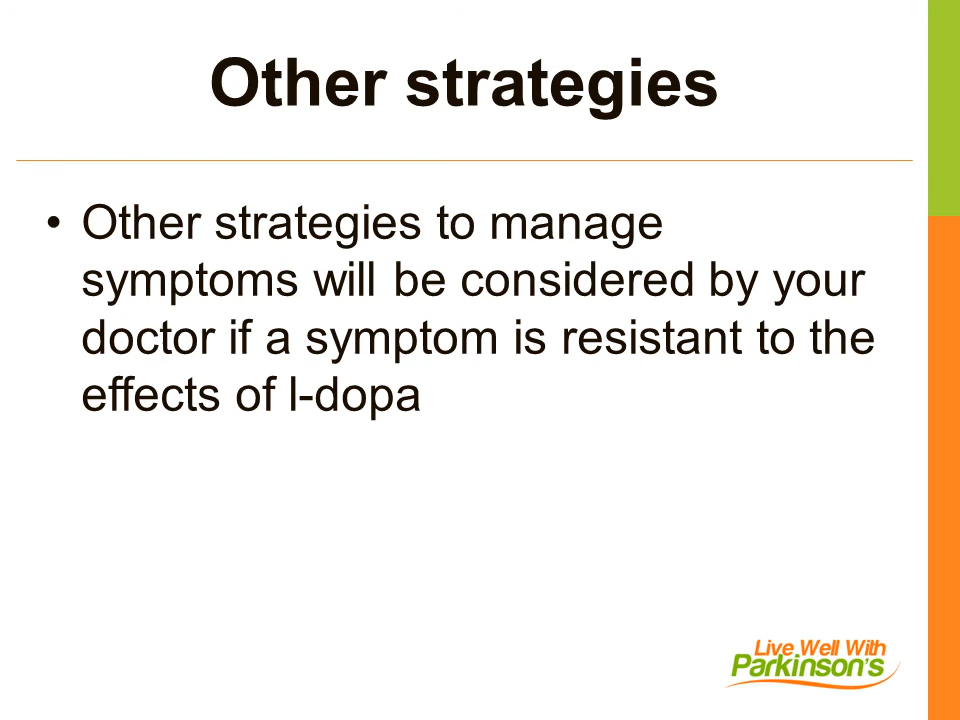 Other strategies
• Other strategies to manage
symptoms will be considered by your
doctor if a symptom is resistant to the
effects of l-dopa
Live Well With
Parkinson's